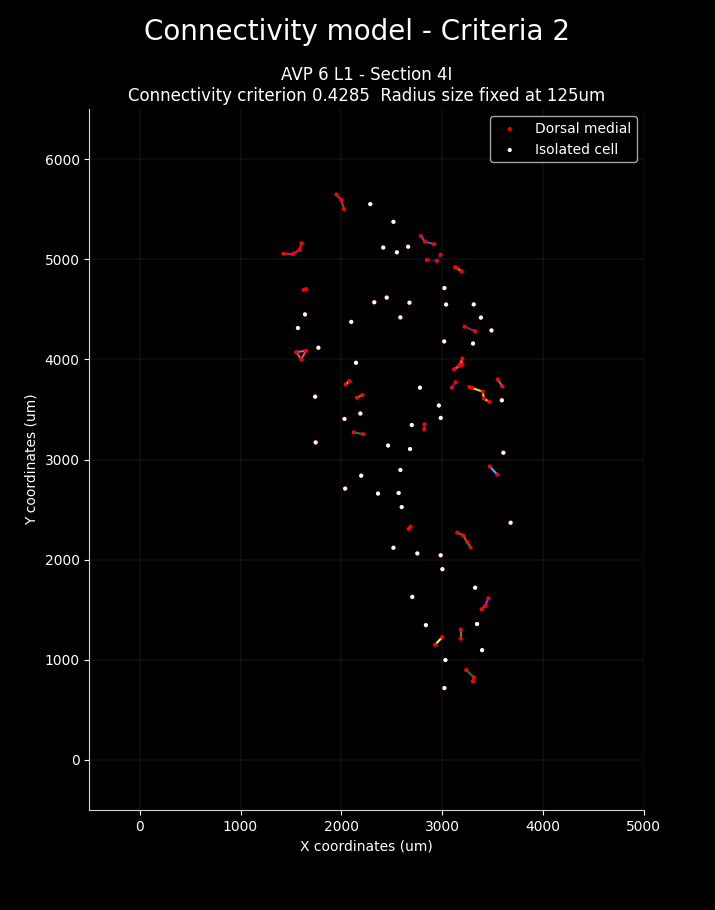 Connectivity model - Criteria 2
AVP 6 L1 - Section 4I
Connectivity criterion 0.4285  Radius size fixed at 125um
Dorsal medial
Isolated cell
6000
5000
4000
3000
2000
1000
0
Y coordinates (um)
0 1000 2000 3000 4000 5000
X coordinates (um)